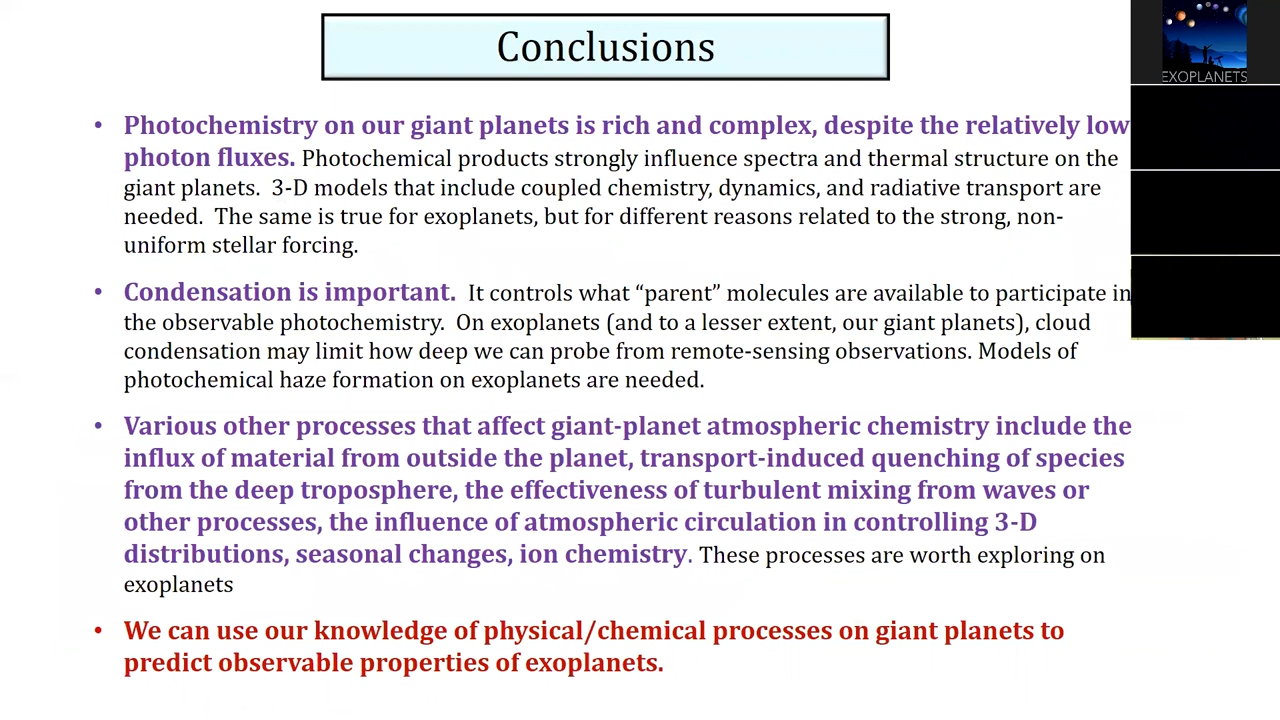 Conclusions
EXOPLANETS
• Photochemistry on our giant planets is rich and complex, despite the relatively low
photon fluxes. Photochemical products strongly influence spectra and thermal structure on the
giant planets.  3-D models that include coupled chemistry, dynamics, and radiative transport are
needed.  The same is true for exoplanets, but for different reasons related to the strong, non-
uniform stellar forcing.
• Condensation is important.  It controls what “parent” molecules are available to participate in
the observable photochemistry.  On exoplanets (and to a lesser extent, our giant planets), cloud
condensation may limit how deep we can probe from remote-sensing observations. Models of
photochemical haze formation on exoplanets are needed.
• Various other processes that affect giant-planet atmospheric chemistry include the
influx of material from outside the planet, transport-induced quenching of species
from the deep troposphere, the effectiveness of turbulent mixing from waves or
other processes, the influence of atmospheric circulation in controlling 3-D
distributions, seasonal changes, ion chemistry. These processes are worth exploring on
exoplanets
• We can use our knowledge of physical/chemical processes on giant planets to
predict observable properties of exoplanets.